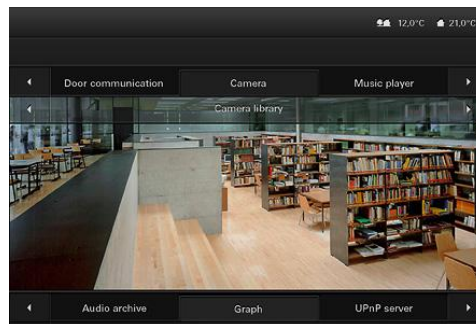 12,0°C 21,0°C
Door communication Camera Music player
Camera library
Audio archive Graph UPnP server